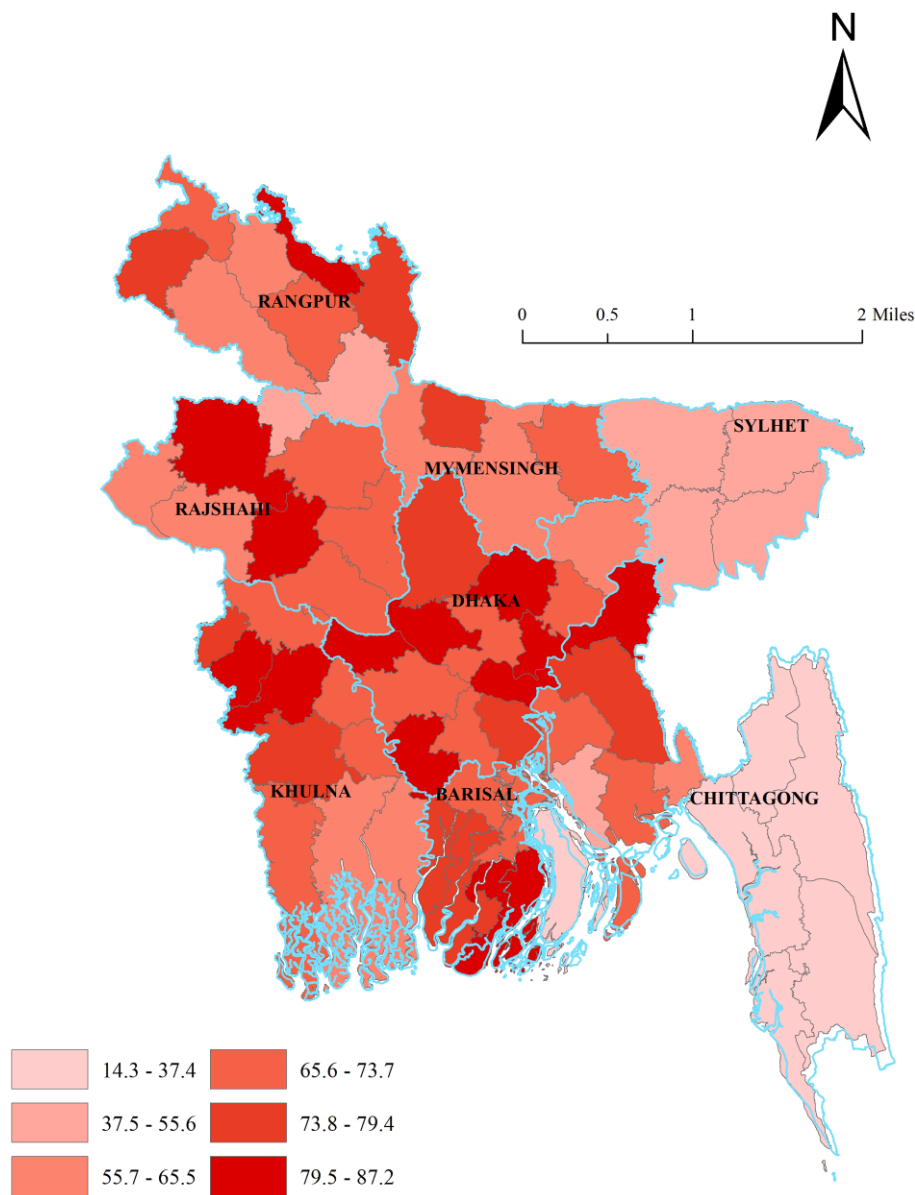 N
RANGPUR
0 0.5 1 2 Miles
SYLHET
MYMENSINGH
RAJSHAHI
DHAKA
KHULNA
BARISAL
CHITTAGONG
14.3 - 37.4
65.6 - 73.7
37.5 - 55.6
73.8 - 79.4
55.7 - 65.5
79.5 - 87.2